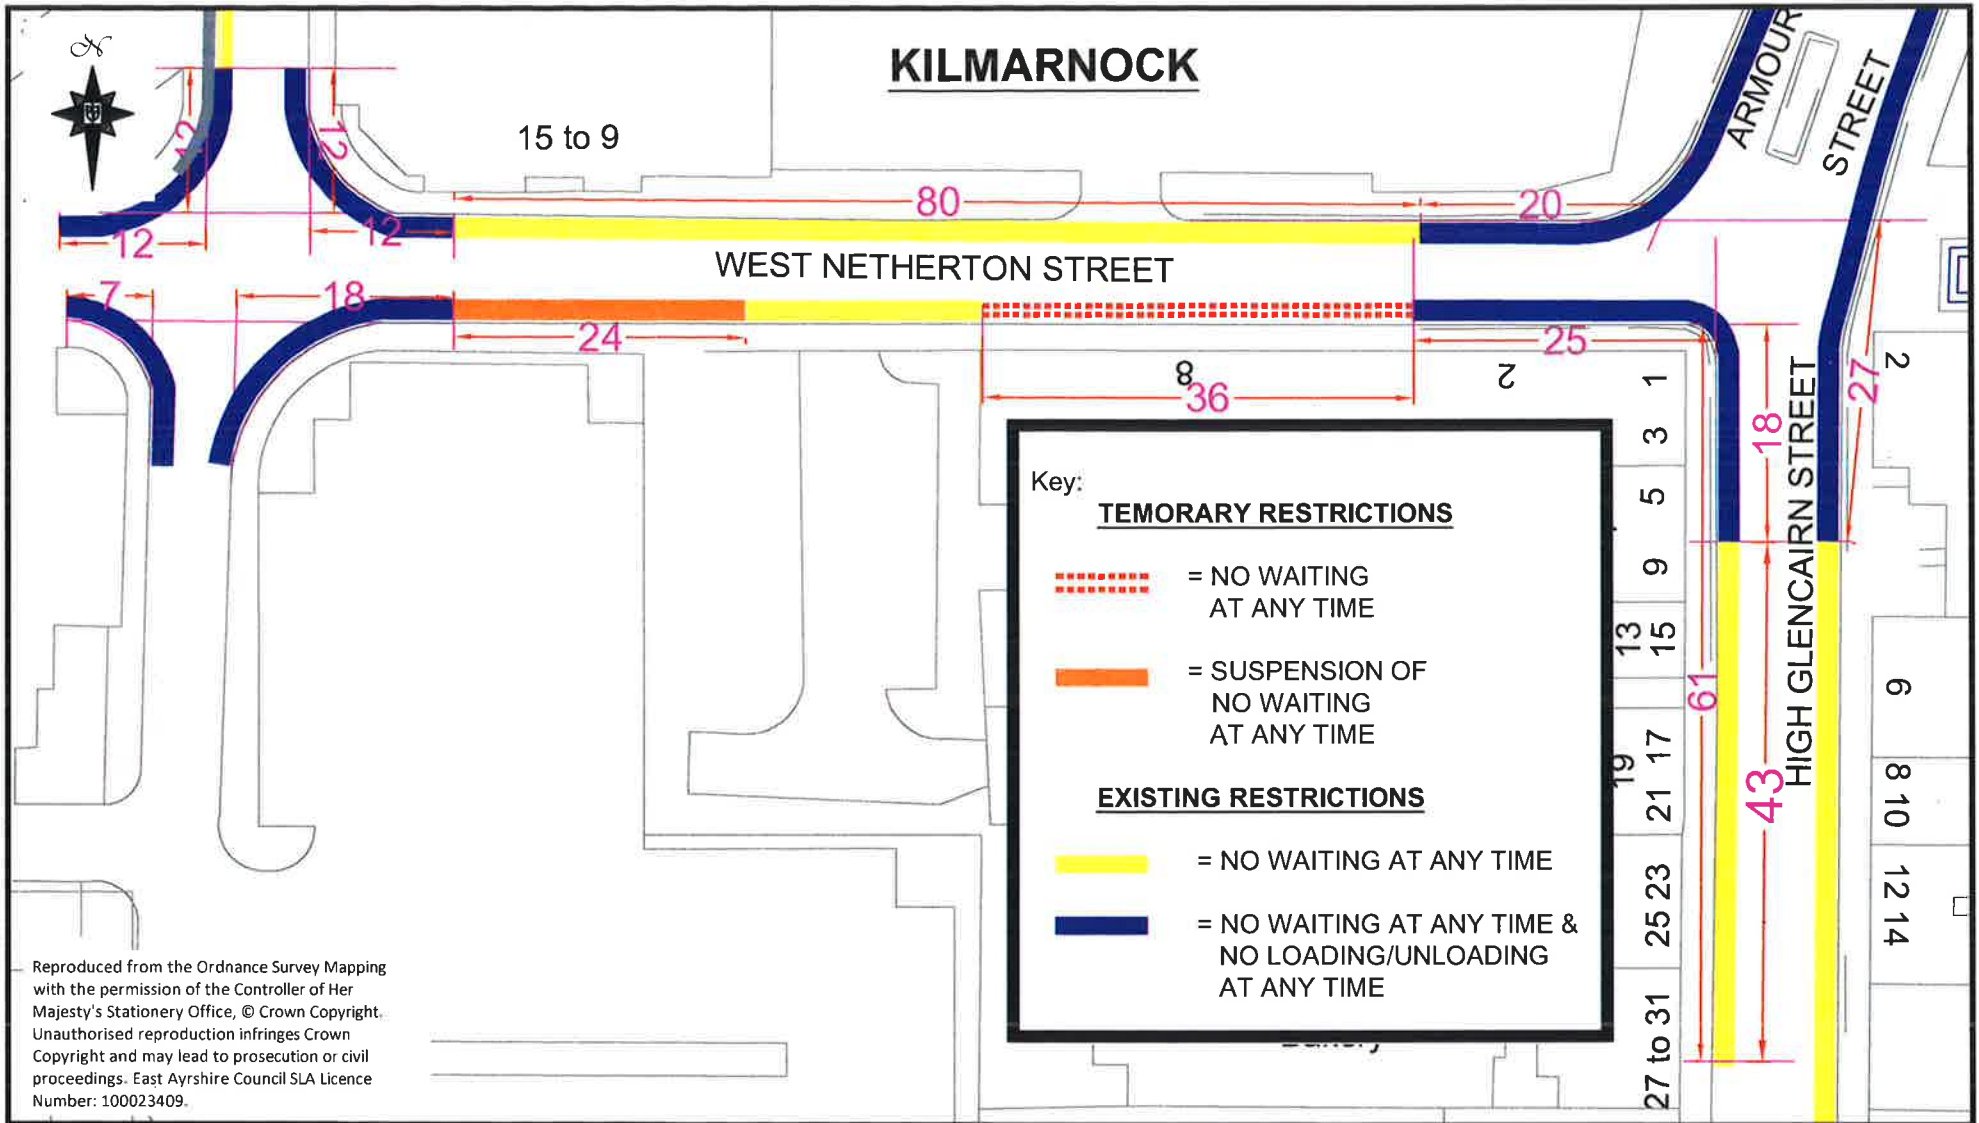 N
KILMARNOCK
ARMOUR
STREET
15 to 9
12
12
80
20
12
12
WEST NETHERTON STREET
7
18
24
25
27
2
8
36
2
1
3
5
9
13
15
17
19
21
23
25
27 to 31
18
61
43
HIGH GLENCAIRN STREET
6
8 10
12 14
Key:
TEMORARY RESTRICTIONS
= NO WAITING
AT ANY TIME
= SUSPENSION OF
NO WAITING
AT ANY TIME
EXISTING RESTRICTIONS
= NO WAITING AT ANY TIME
= NO WAITING AT ANY TIME &
NO LOADING/UNLOADING
AT ANY TIME
Reproduced from the Ordnance Survey Mapping
with the permission of the Controller of Her
Majesty's Stationery Office, © Crown Copyright.
Unauthorised reproduction infringes Crown
Copyright and may lead to prosecution or civil
proceedings. East Ayrshire Council SLA Licence
Number: 100023409.